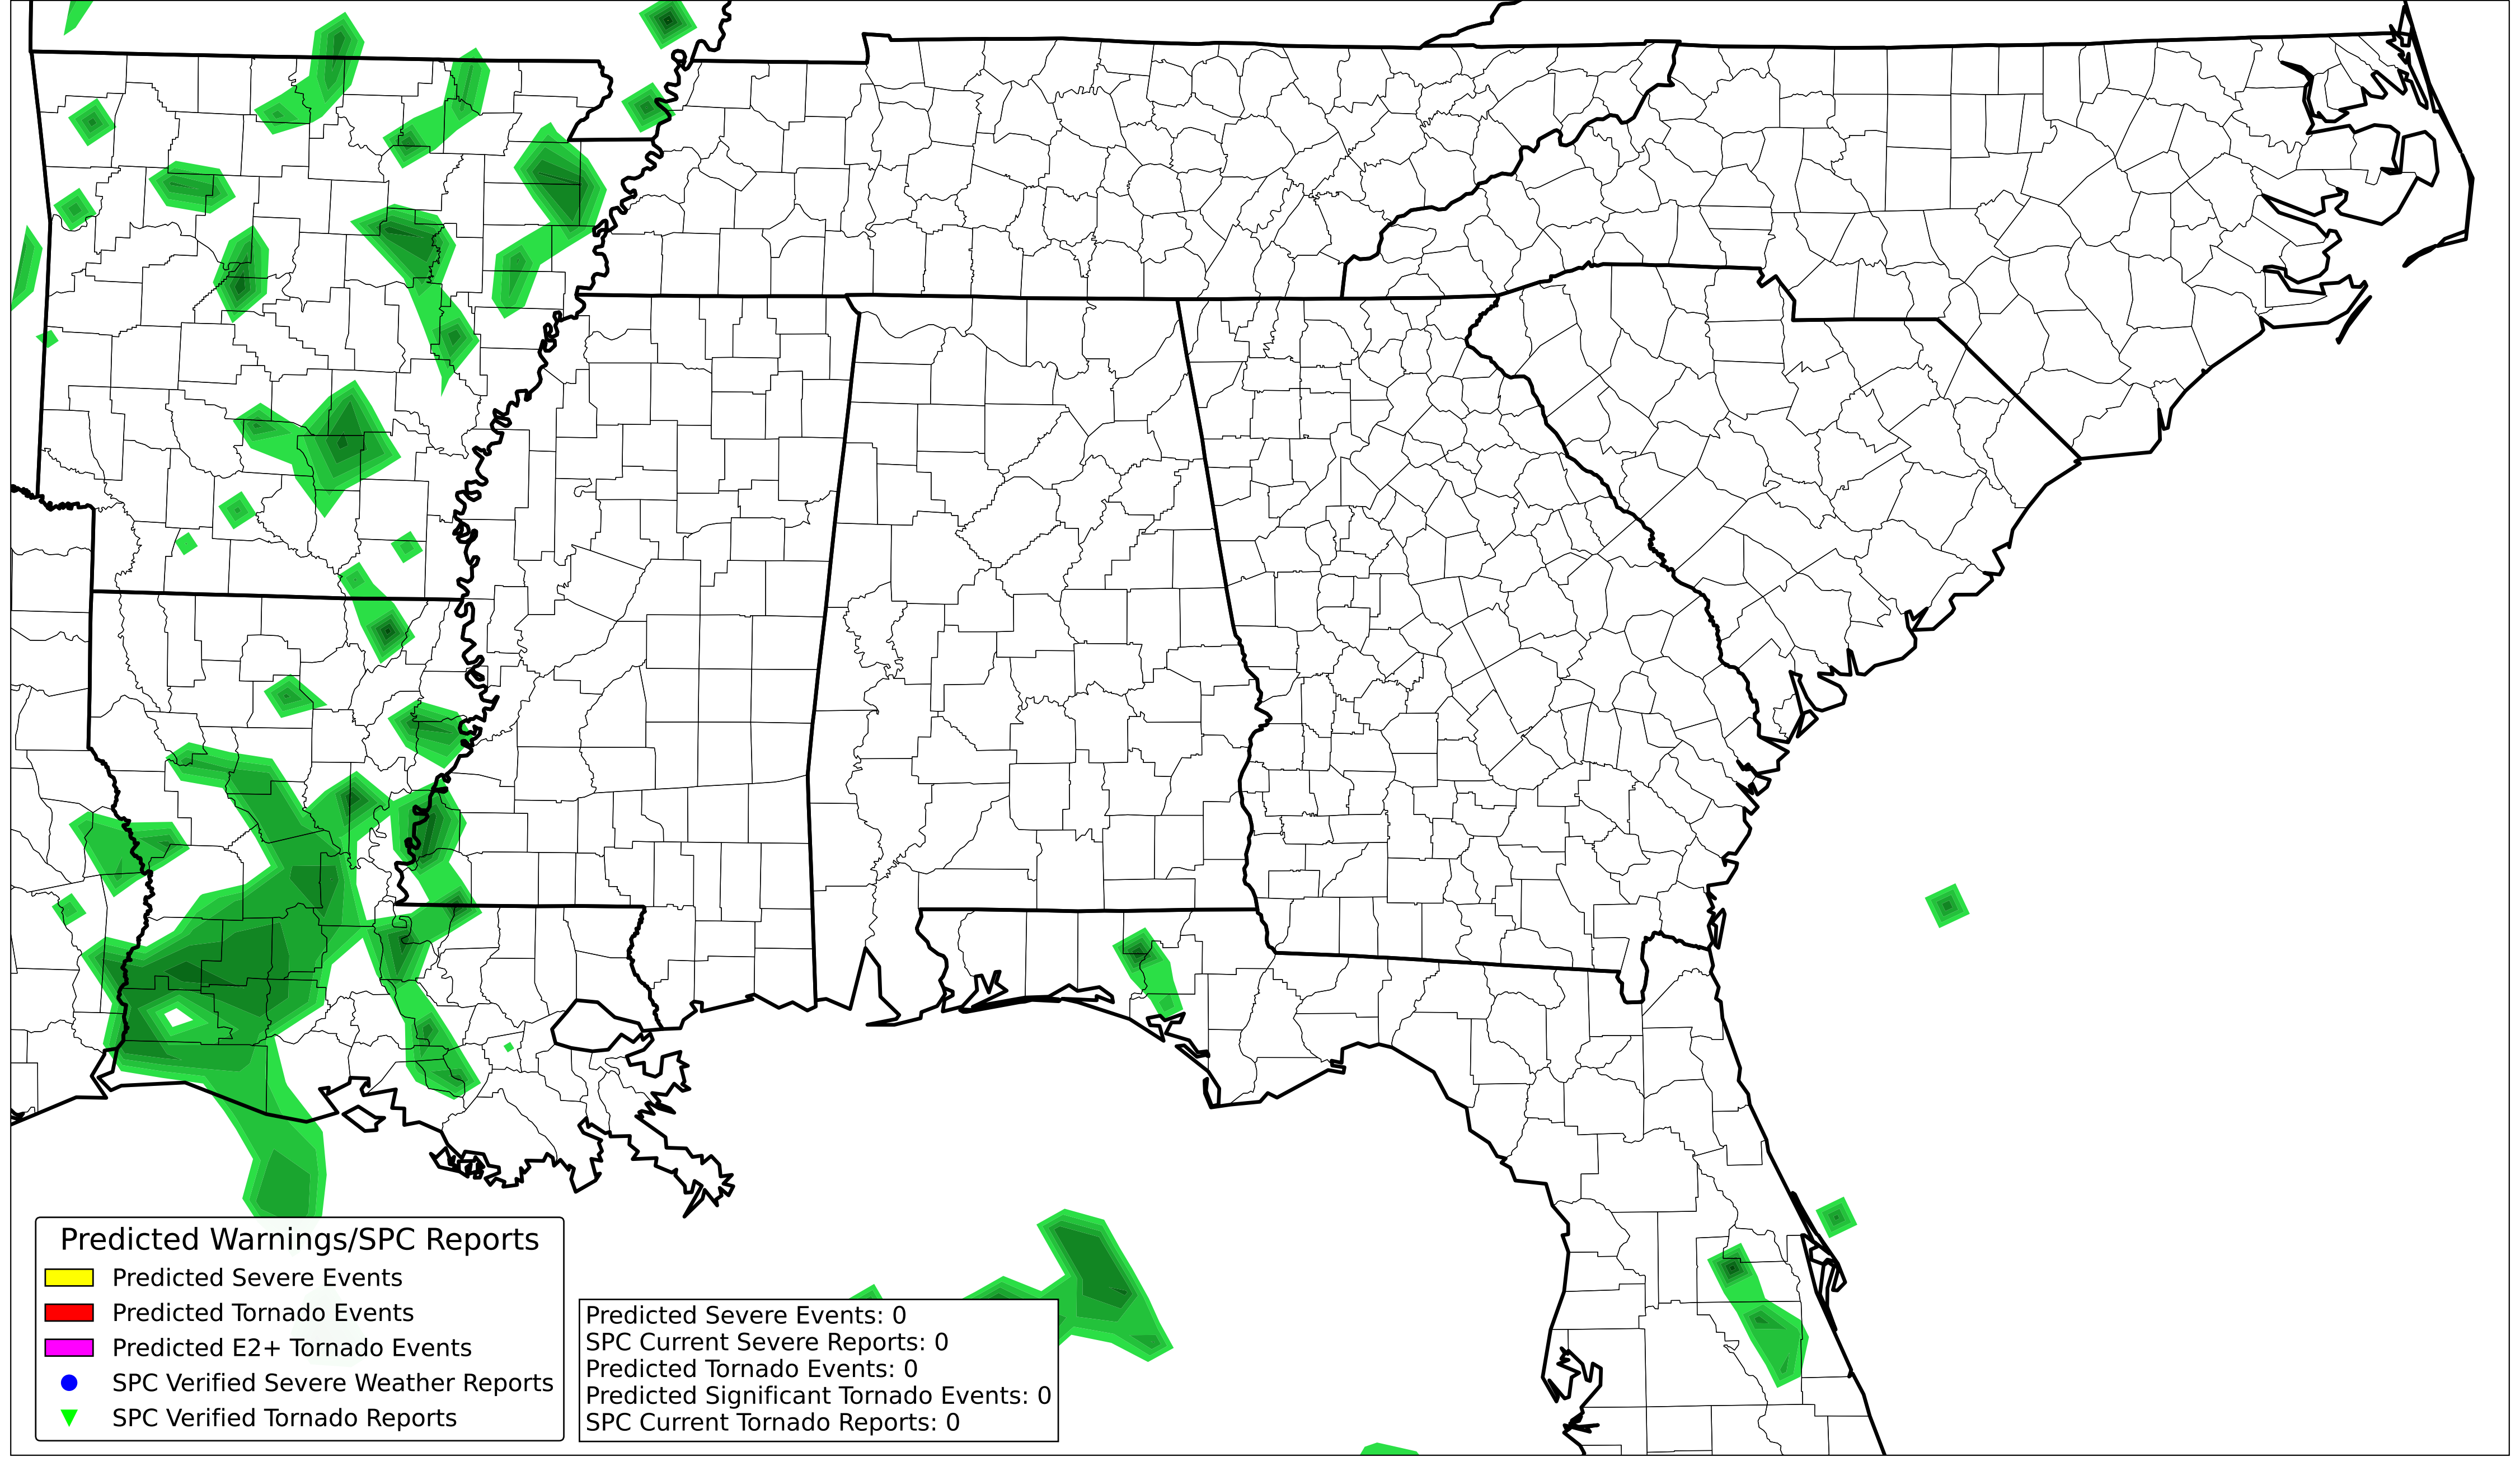 Predicted Warnings/SPC Reports
Predicted Severe Events
Predicted Tornado Events
Predicted E2+ Tornado Events
SPC Verified Severe Weather Reports
SPC Verified Tornado Reports
Predicted Severe Events: 0
SPC Current Severe Reports: 0
Predicted Tornado Events: 0
Predicted Significant Tornado Events: 0
SPC Current Tornado Reports: 0